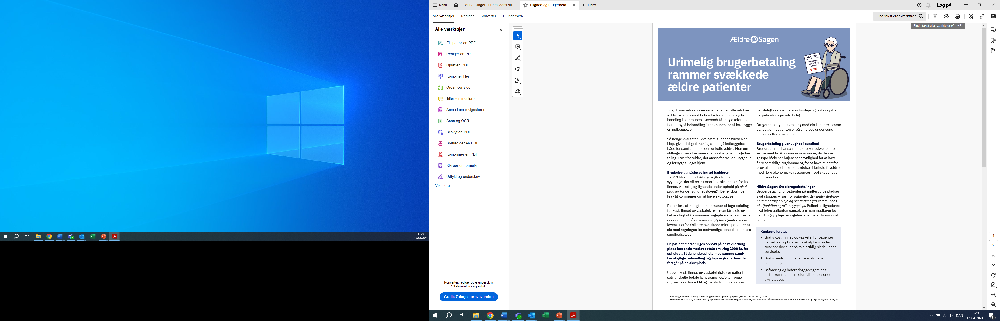 13:29
12-04-2024
Menu
Anbefalinger til fremtidens su...
Ulighed og brugerbeta...
Opret
Log på
Alle værktøjer
Rediger
Konvertér
E-underskriv
Find tekst eller værktøjer
Find i tekst eller værktøjer (Ctrl+F)
Alle værktøjer
Eksportér en PDF
Rediger en PDF
Opret en PDF
Kombiner filer
Organiser sider
Tilføj kommentarer
Anmod om e-signaturer
Scan og OCR
Beskyt en PDF
Bortrediger en PDF
Komprimer en PDF
Klargør en formular
Udfyld og underskriv
Vis mere
Konvertér, rediger og e-underskriv
PDF-formularer og -aftaler
Gratis 7 dages prøveversion
Ældre Sagen
Urimelig brugerbetaling
rammer svækkede
ældre patienter
FAKTURA
7 dage på
midlertidig
plads:
1.000,-
I dag bliver ældre, svækkede patienter ofte udskre-
vet fra sygehus med behov for fortsat pleje og be-
handling i kommunen. Omvendt får nogle ældre pa-
tienter også behandling i kommunen for at forebygge
en indlæggelse.
Så længe kvaliteten i det nære sundhedsvæsen er
i top, giver det god mening at undgå indlæggelse –
både for samfundet og den enkelte ældre. Men om-
stillingen i sundhedsvæsenet skaber øget brugerbe-
taling. Især for ældre, der anses for raske til sygehus
og for syge til eget hjem.
Brugerbetaling sluses ind ad bagdøren
I 2019 blev der indført nye regler for hjemme-
sygepleje, der sikrer, at man ikke skal betale for kost,
linned, vasketøj og lignende under ophold på akut-
pladser (under sundhedsloven)¹. Der er dog ingen
krav til kommuner om at have akutpladser.
Det er fortsat muligt for kommuner at tage betaling
for kost, linned og vasketøj, hvis man får pleje og
behandling af kommunens sygepleje eller akutteam
under ophold på en midlertidig plads (under service-
loven). Derfor risikerer svækkede ældre patienter at
stå med regningen for nødvendige ophold i det nære
sundhedsvæsen.
En patient med en uges ophold på en midlertidig
plads kan ende med at betale omkring 1000 kr. for
opholdet. Et lignende ophold med samme sund-
hedsfaglige behandling og pleje er gratis, hvis det
foregår på en akutplads.
Udover kost, linned og vasketøj risikerer patienten
selv at skulle betale fx hygiejne- og/eller rengø-
ringsartikler, kørsel til og fra pladsen og medicin.
Samtidigt skal der betales husleje og faste udgifter
for patientens private bolig.
Brugerbetaling for kørsel og medicin kan forekomme
uanset, om patienten er på en plads under sund-
hedslov eller servicelov.
Brugerbetaling giver ulighed i sundhed
Brugerbetaling har særligt store konsekvenser for
ældre med få økonomiske ressourcer, da denne
gruppe både har højere sandsynlighed for at have
flere samtidige sygdomme og for at have et højt for-
brug af sundheds- og plejeydelser i forhold til ældre
med flere økonomiske ressourcer². Det skaber ulig-
hed i sundhed.
Ældre Sagen: Stop brugerbetalingen
Brugerbetaling for patienter på midlertidige pladser
skal stoppes – især for patienter, der under døgnop-
hold modtager pleje og behandling fra kommunens
akutfunktion og/eller sygepleje. Patientrettighederne
skal følge patienten uanset, om man modtager be-
handling og pleje på sygehus eller på en kommunal
plads.
Konkrete forslag
• Gratis kost, linned og vasketøj for patienter
uanset, om ophold er på akutplads under
sundhedslov eller på midlertidig plads under
servicelov.
• Gratis medicin til patientens aktuelle
behandling.
• Befordring og befordringsgodtgørelse til
og fra kommunale midlertidige pladser og
akutpladser.
1 Bekendtgørelse om ændring af bekendtgørelse om hjemmesygepleje (BEK nr. 165 af 26/02/2019)
2 Fredslund. Ældres brug af sundheds- og hjemmeplejeydelser – En registerundersøgelse med fokus på socioøkonomiske faktorer, komorbiditet og psykisk sygdom. VIVE, 2021
1
2
DAN
13:29
12-04-2024
21